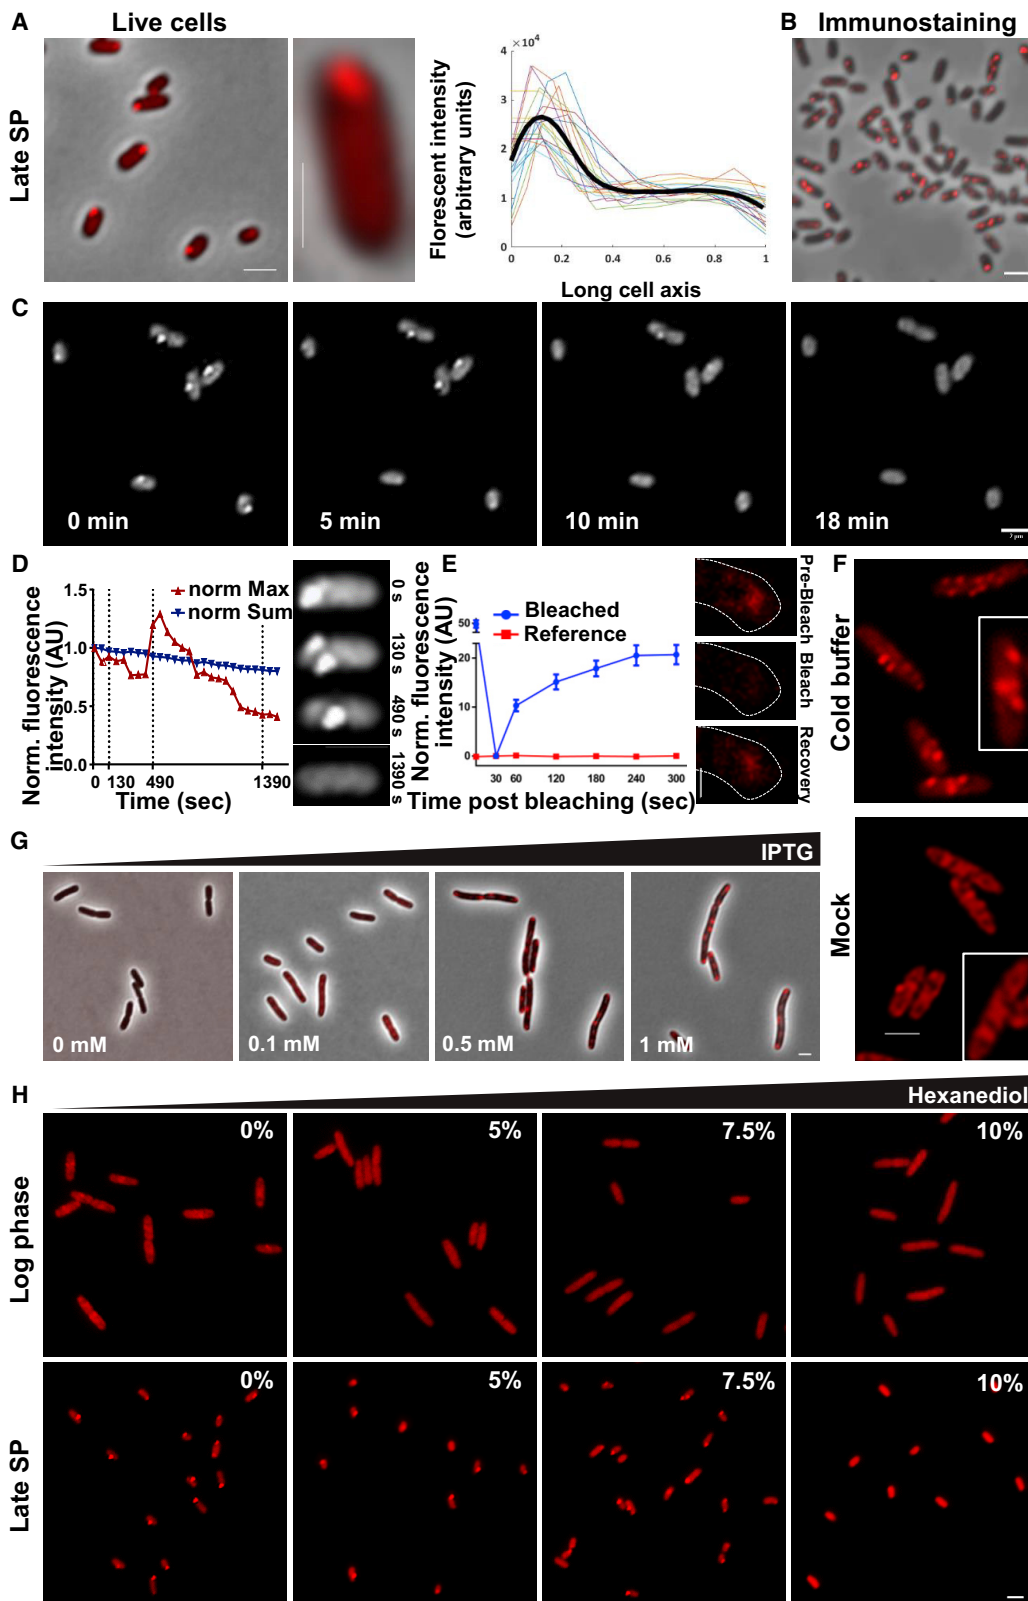 A
Live cells
B
Immunostaining
Late SP
Florescent intensity
(arbitrary units)
×10⁴
4
3
2
1
0
0
0.2
0.4
0.6
0.8
1
Long cell axis
C
0 min
5 min
10 min
18 min
D
Norm. fluorescence
intensity (AU)
1.5
1.0
0.5
0.0
norm Max
norm Sum
0
130
490
1390
Time (sec)
0 s
130 s
490 s
1390 s
E
Norm. fluorescence
intensity (AU)
50
20
10
0
Bleached
Reference
30
60
120
180
240
300
Time post bleaching (sec)
Pre-Bleach
Bleach
Recovery
F
Cold buffer
Mock
G
IPTG
0 mM
0.1 mM
0.5 mM
1 mM
H
Hexanediol
Log phase
0%
5%
7.5%
10%
Late SP
0%
5%
7.5%
10%